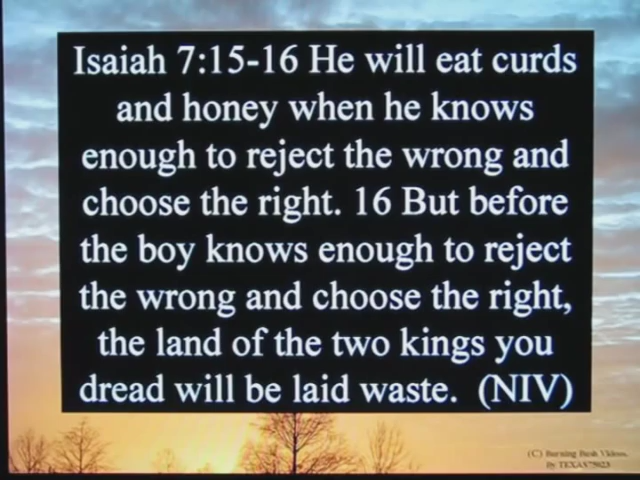 Isaiah 7:15-16 He will eat curds
and honey when he knows
enough to reject the wrong and
choose the right. 16 But before
the boy knows enough to reject
the wrong and choose the right,
the land of the two kings you
dread will be laid waste. (NIV)
(C) Burning Bush Videos.
By TEXAS75023